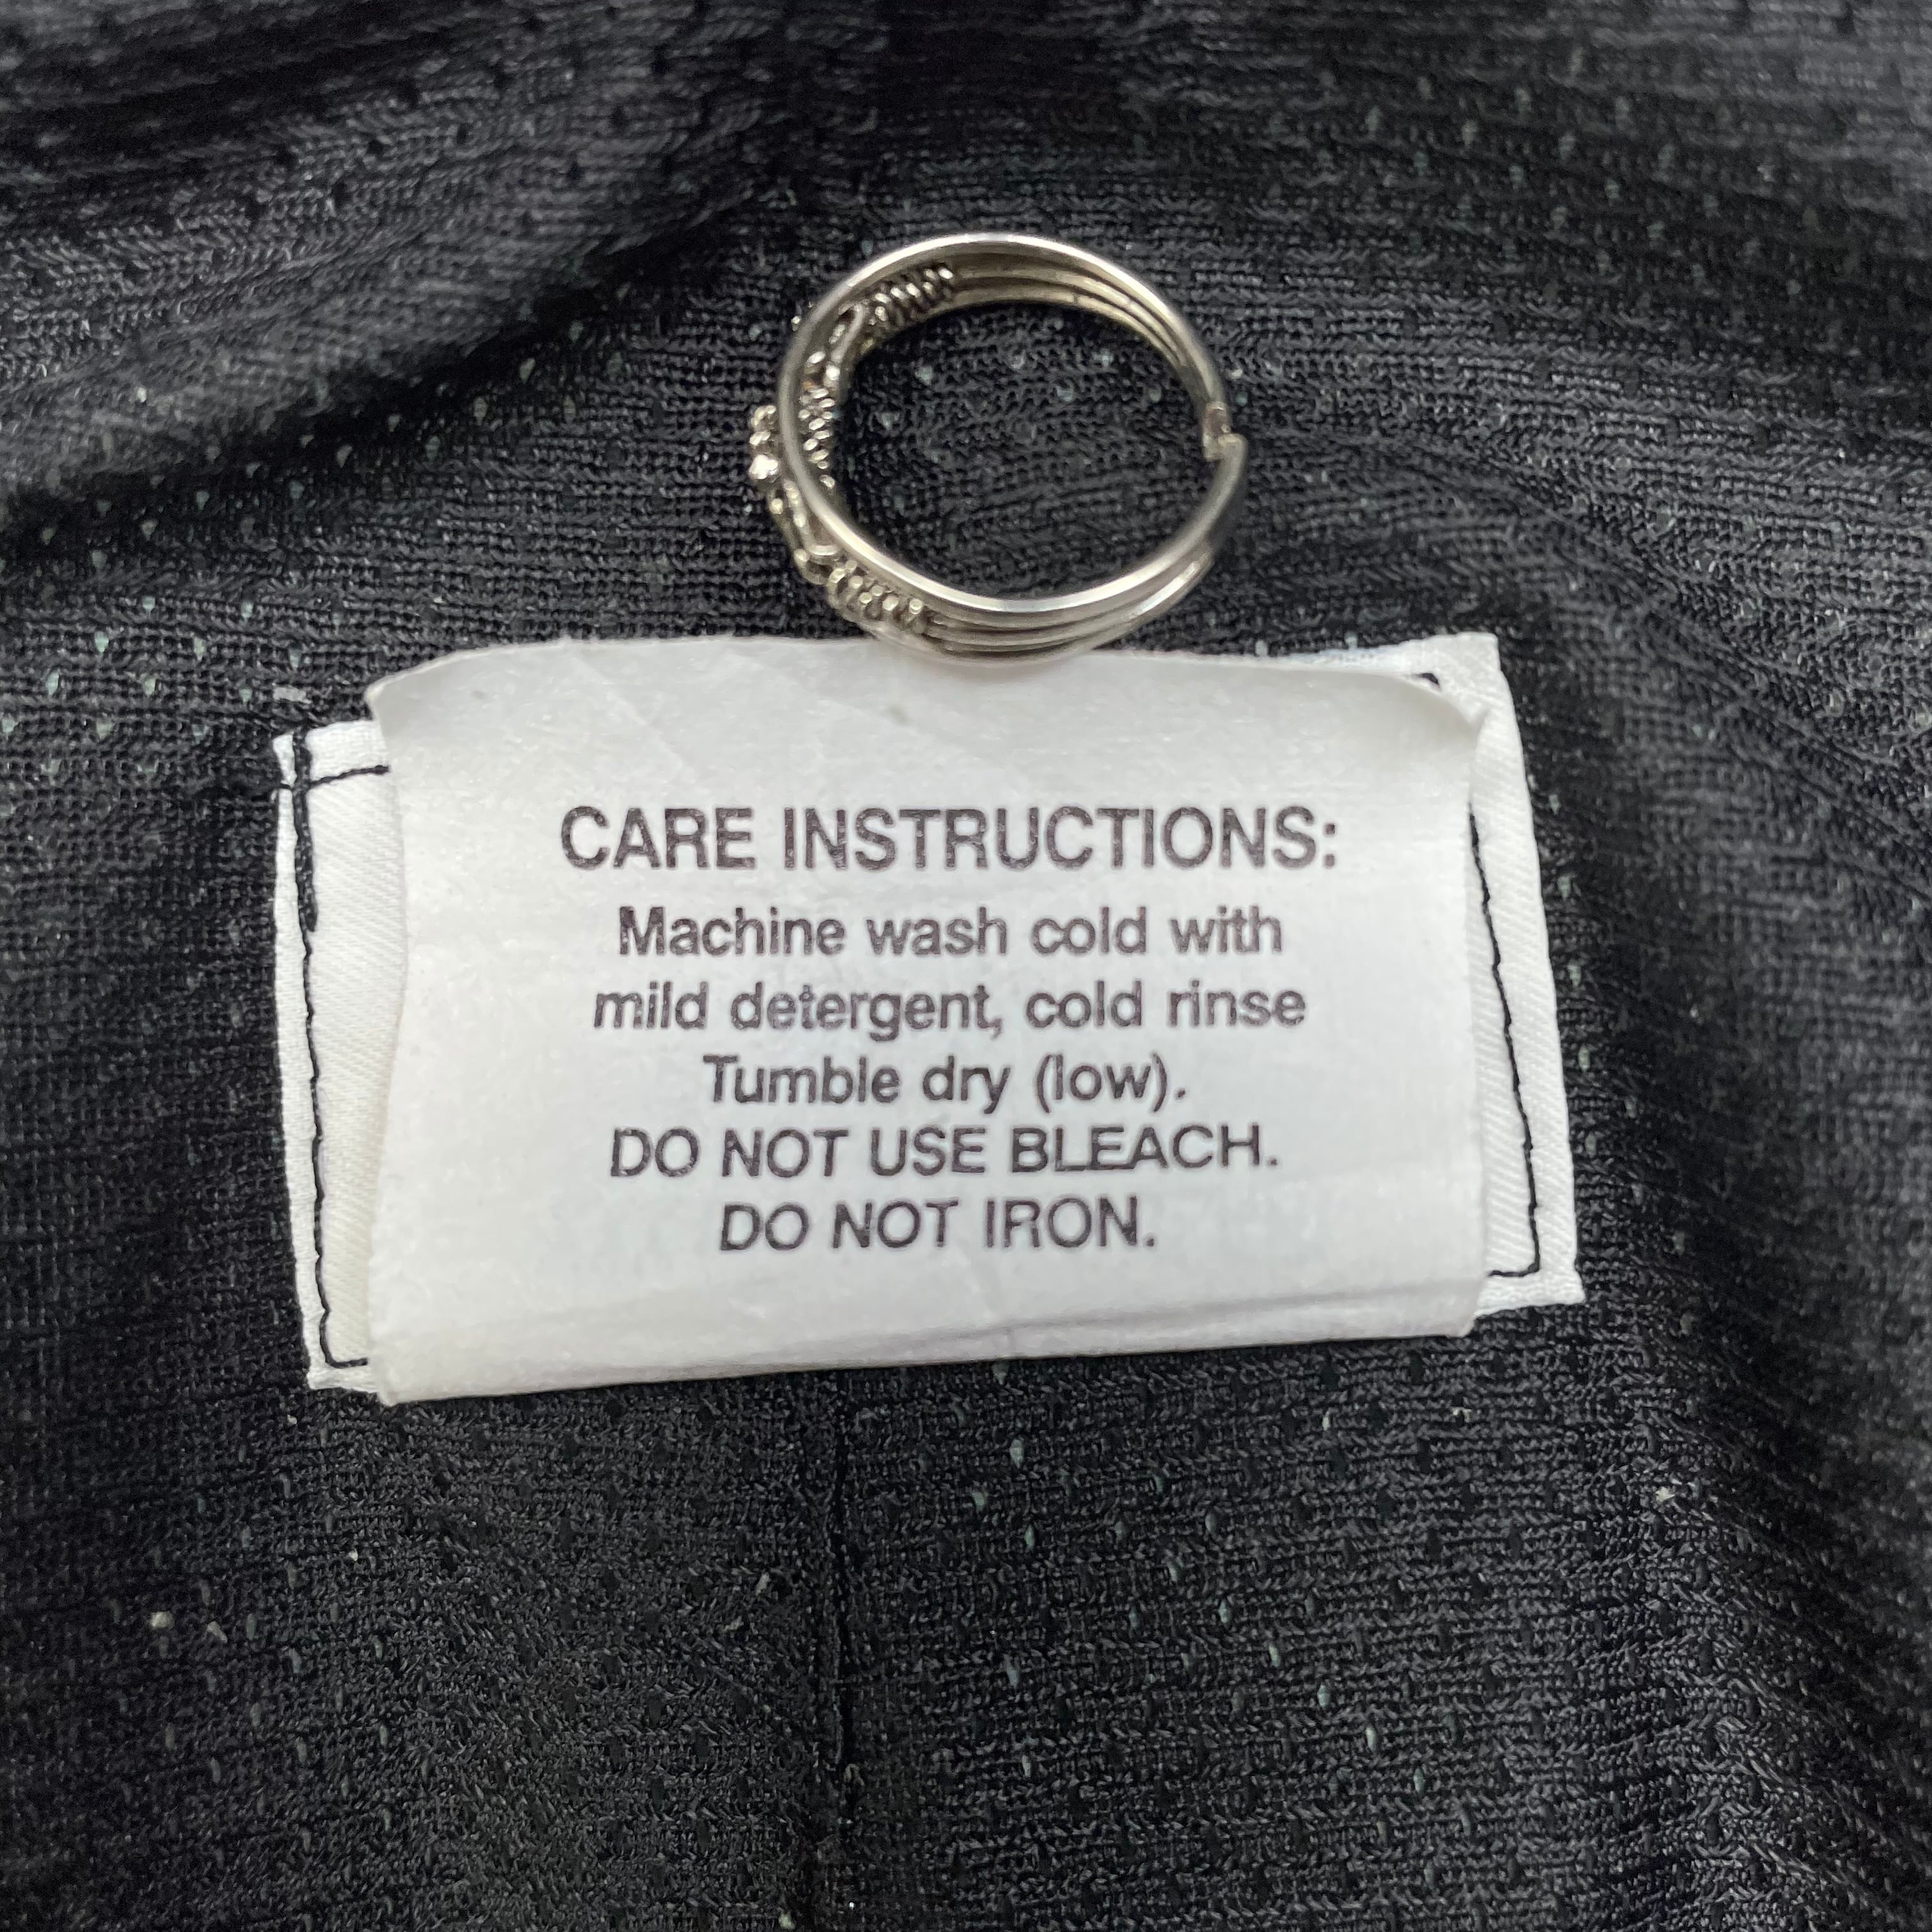 CARE INSTRUCTIONS:
Machine wash cold with
mild detergent, cold rinse
Tumble dry (low).
DO NOT USE BLEACH.
DO NOT IRON.